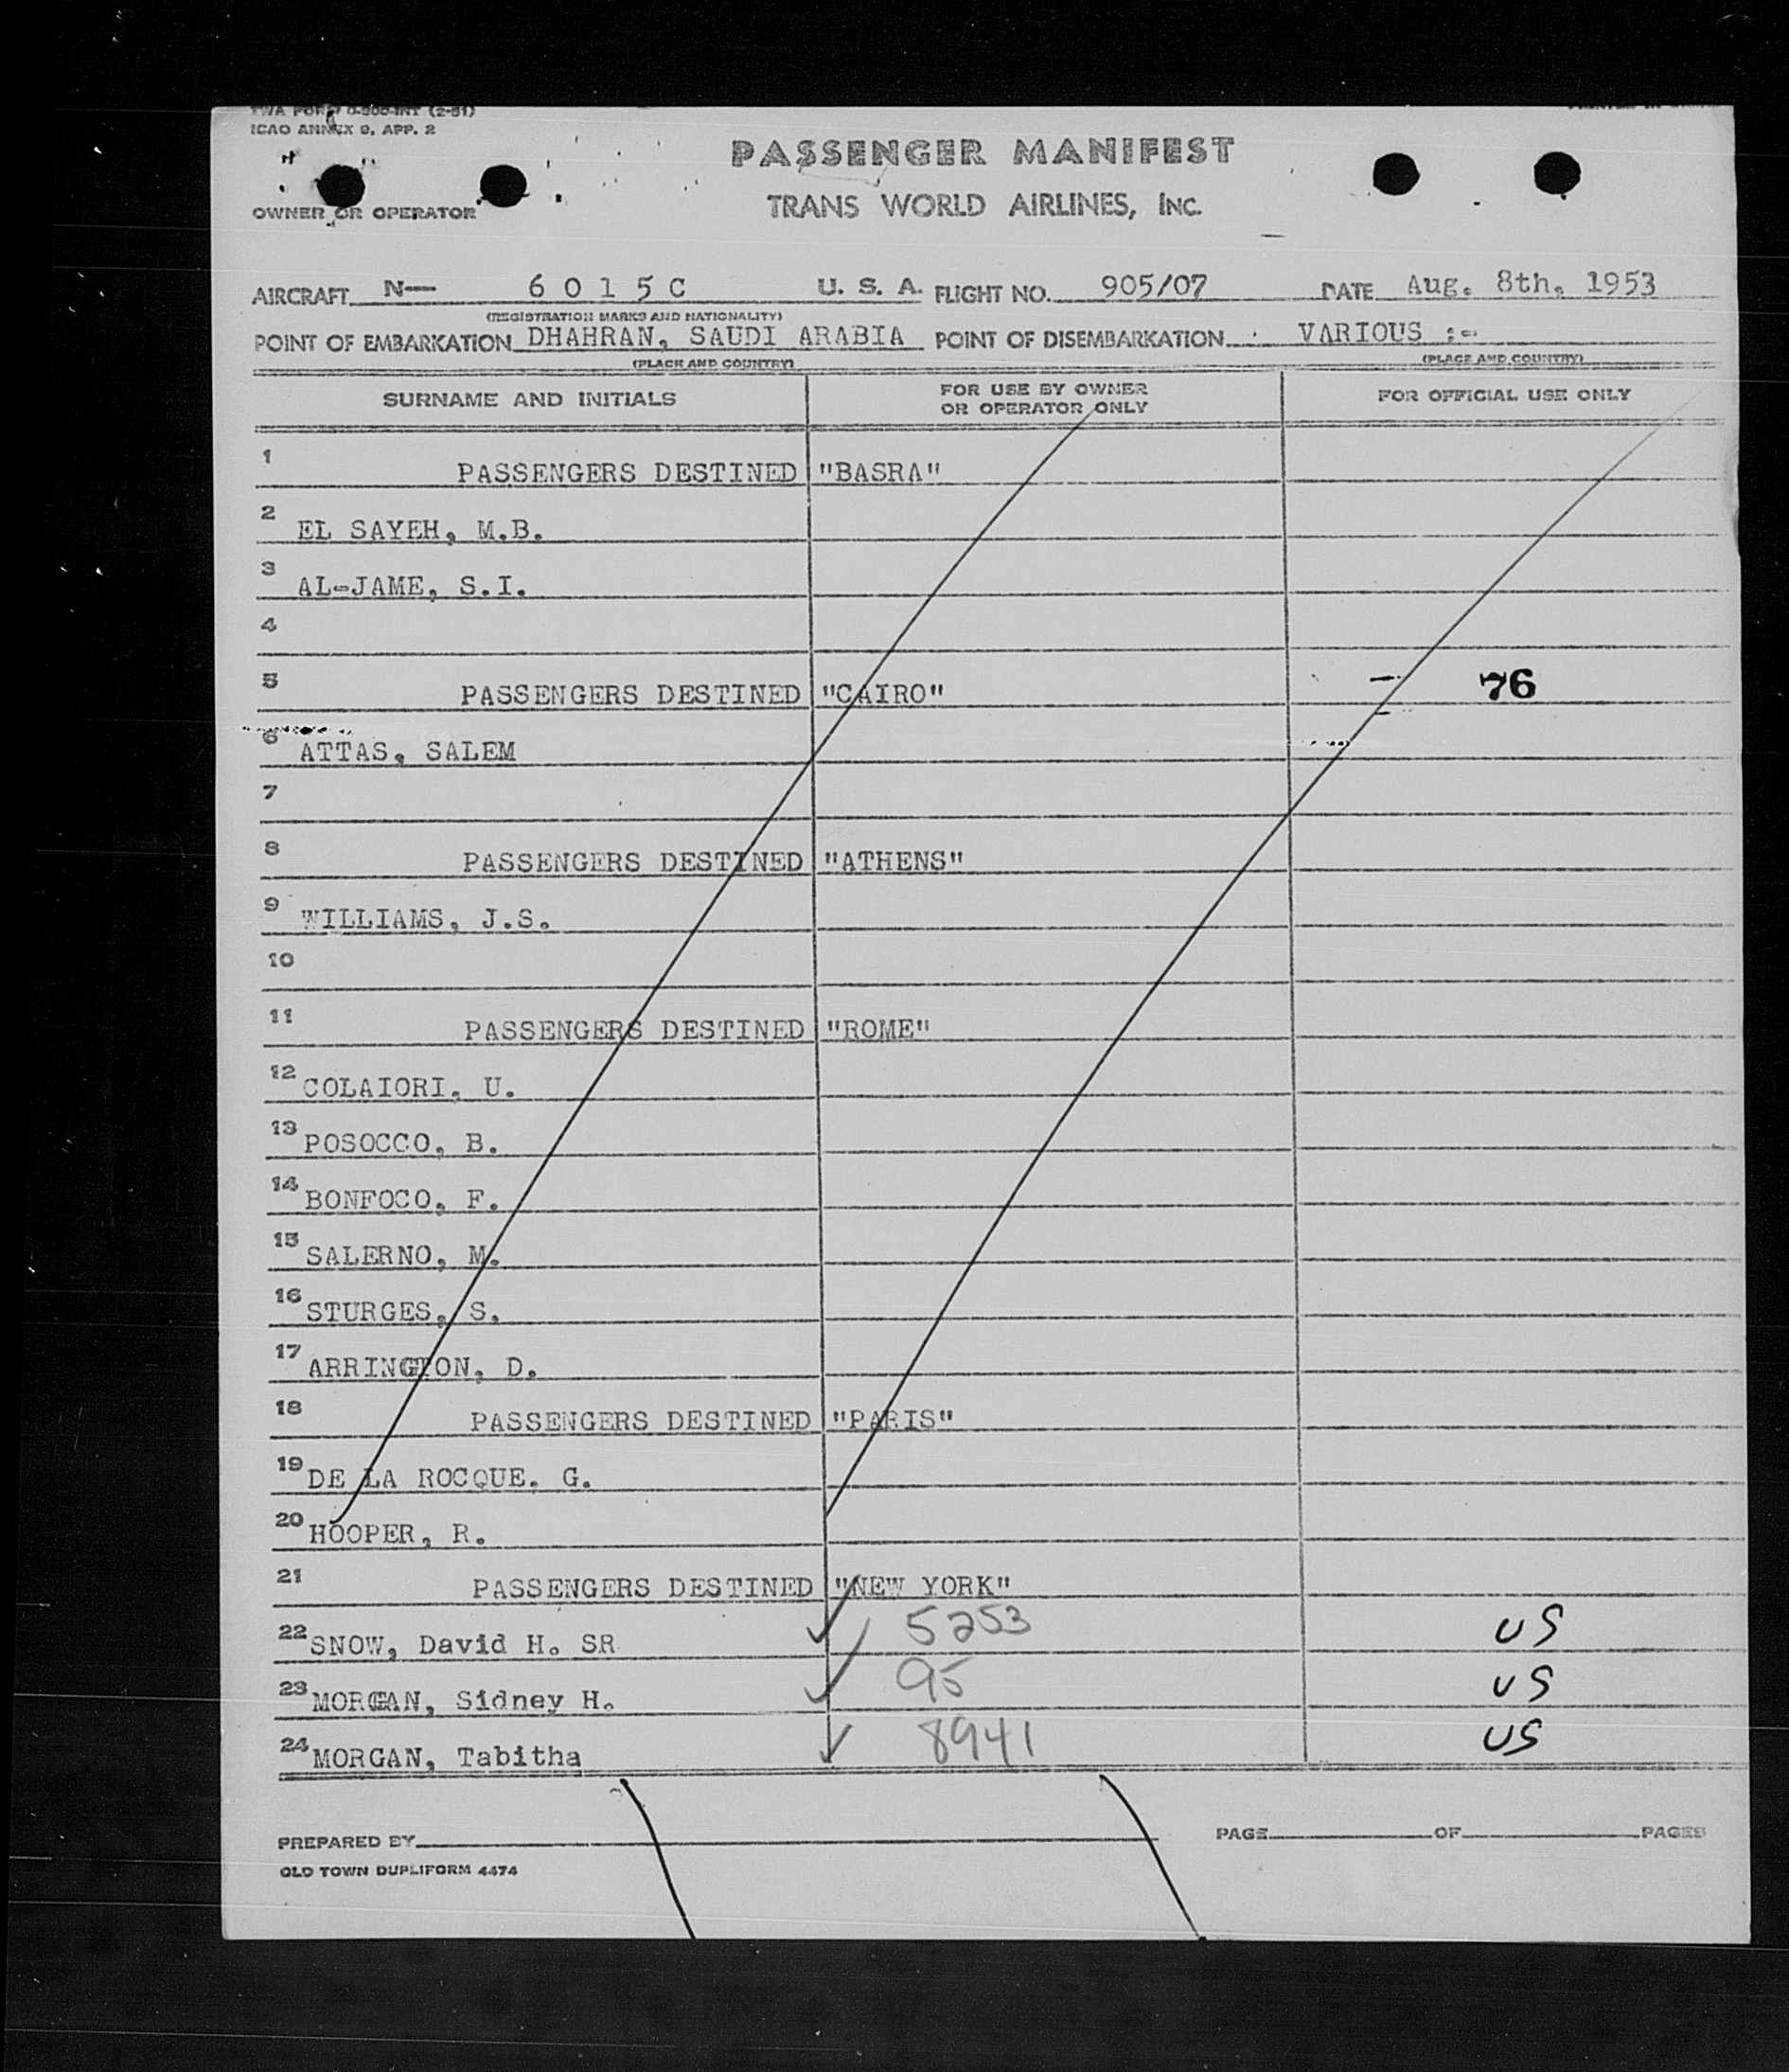 TWA FORM O-300-INT (2-51)
ICAO ANNEX 9, APP. 2
PASSENGER MANIFEST
TRANS WORLD AIRLINES, INC.
OWNER OR OPERATOR
AIRCRAFT N— 6 0 1 5 C U. S. A. FLIGHT NO. 905/07 DATE Aug. 8th, 1953
(REGISTRATION MARKS AND NATIONALITY)
POINT OF EMBARKATION DHAHRAN, SAUDI ARABIA POINT OF DISEMBARKATION VARIOUS :-
(PLACE AND COUNTRY) (PLACE AND COUNTRY)
SURNAME AND INITIALS FOR USE BY OWNER OR OPERATOR ONLY FOR OFFICIAL USE ONLY
1 PASSENGERS DESTINED "BASRA"
2 EL SAYEH, M.B.
3 AL-JAME, S.I.
4
5 PASSENGERS DESTINED "CAIRO" 76
6 ATTAS, SALEM
7
8 PASSENGERS DESTINED "ATHENS"
9 WILLIAMS, J.S.
10
11 PASSENGERS DESTINED "ROME"
12 COLAIORI, U.
13 POSOCCO, B.
14 BONFOCO, F.
15 SALERNO, M.
16 STURGES, S.
17 ARRINGTON, D.
18 PASSENGERS DESTINED "PARIS"
19 DE LA ROCQUE, G.
20 HOOPER, R.
21 PASSENGERS DESTINED "NEW YORK"
22 SNOW, David H. SR ✓ 5253 US
23 MORGAN, Sidney H. ✓ 95 US
24 MORGAN, Tabitha ✓ 8941 US
PREPARED BY PAGE OF PAGES
OLD TOWN DUPLIFORM 4474